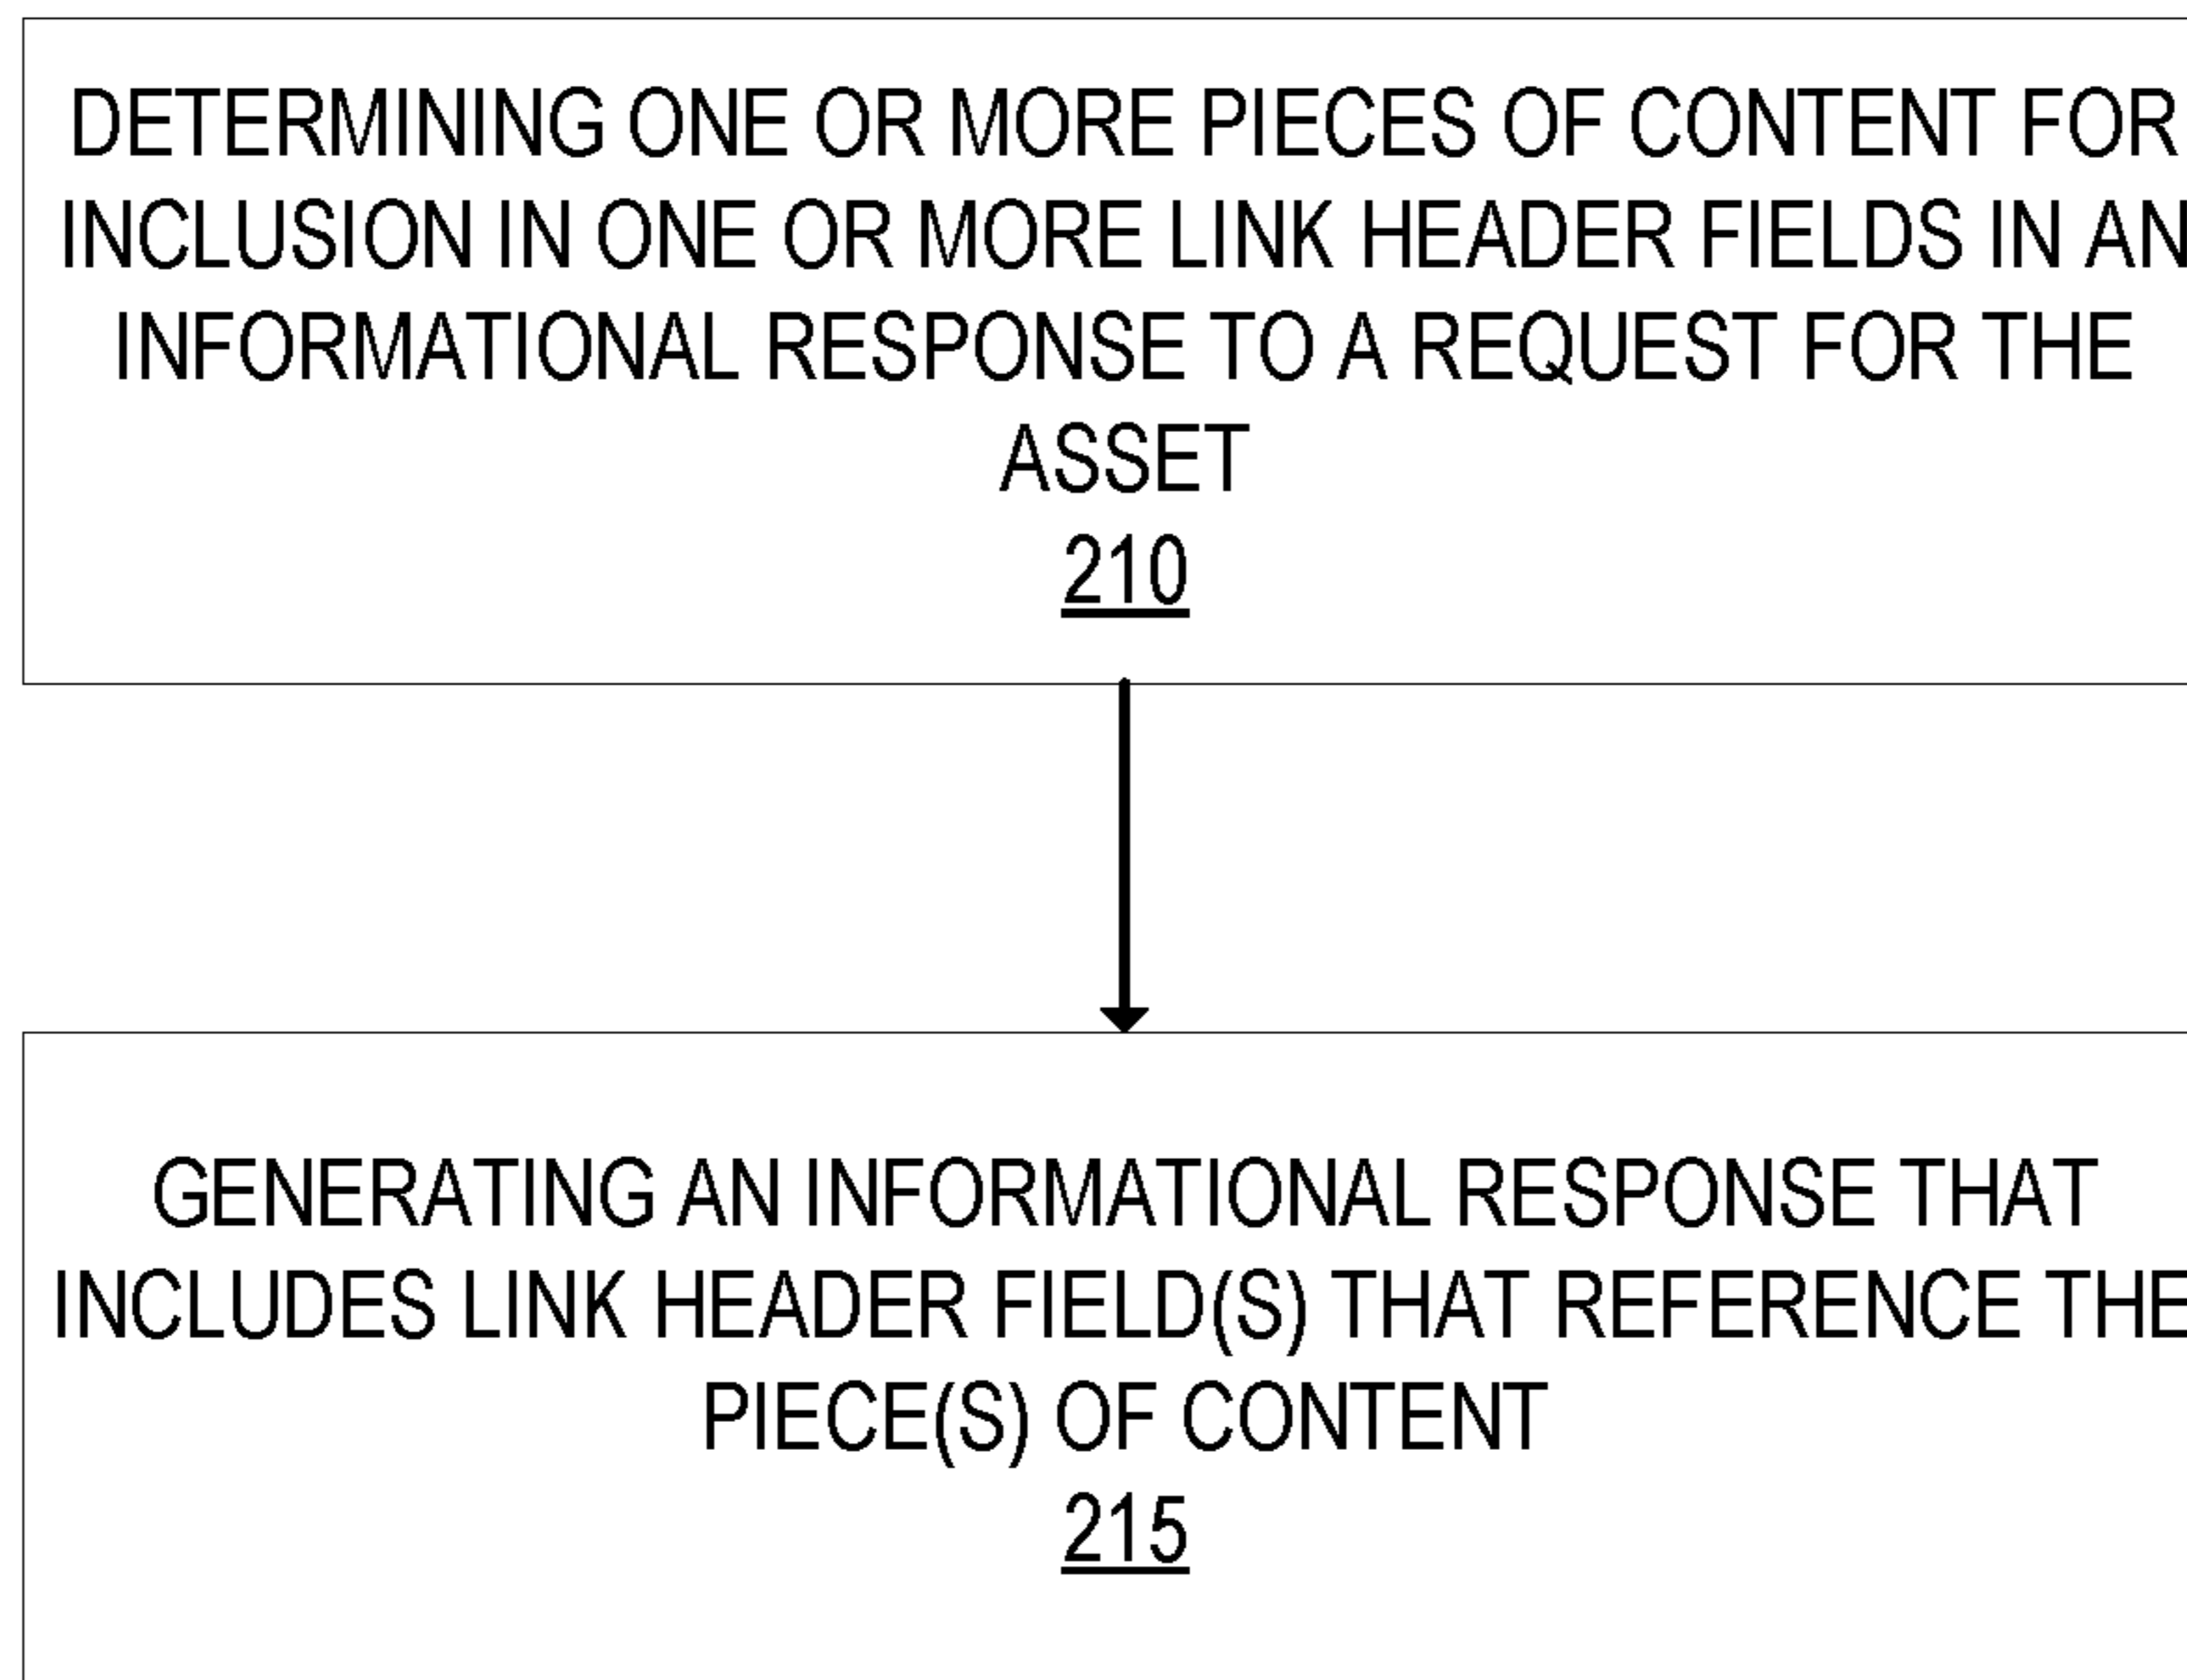 DETERMINING ONE OR MORE PIECES OF CONTENT FOR
INCLUSION IN ONE OR MORE LINK HEADER FIELDS IN AN
INFORMATIONAL RESPONSE TO A REQUEST FOR THE
ASSET
210
GENERATING AN INFORMATIONAL RESPONSE THAT
INCLUDES LINK HEADER FIELD(S) THAT REFERENCE THE
PIECE(S) OF CONTENT
215